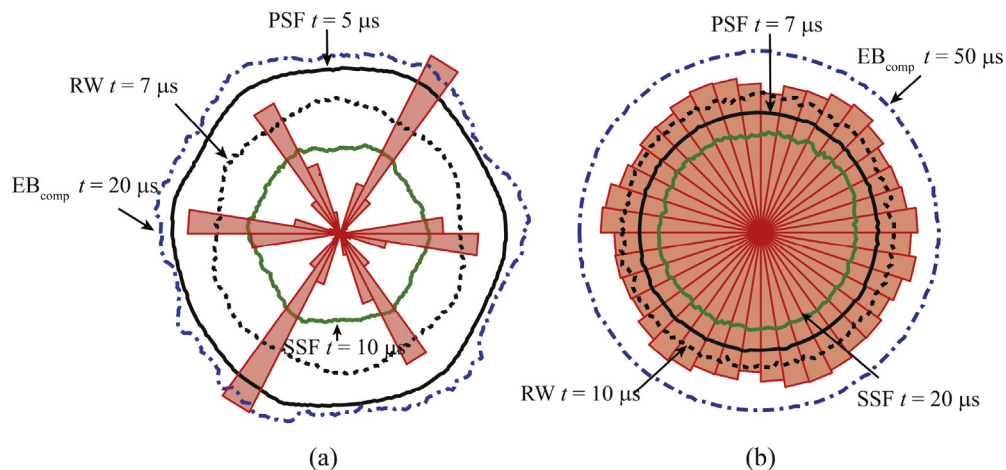 PSF t = 5 μs
RW t = 7 μs
EBcomp t = 20 μs
SSF t = 10 μs
(a)
PSF t = 7 μs
EBcomp t = 50 μs
RW t = 10 μs
SSF t = 20 μs
(b)